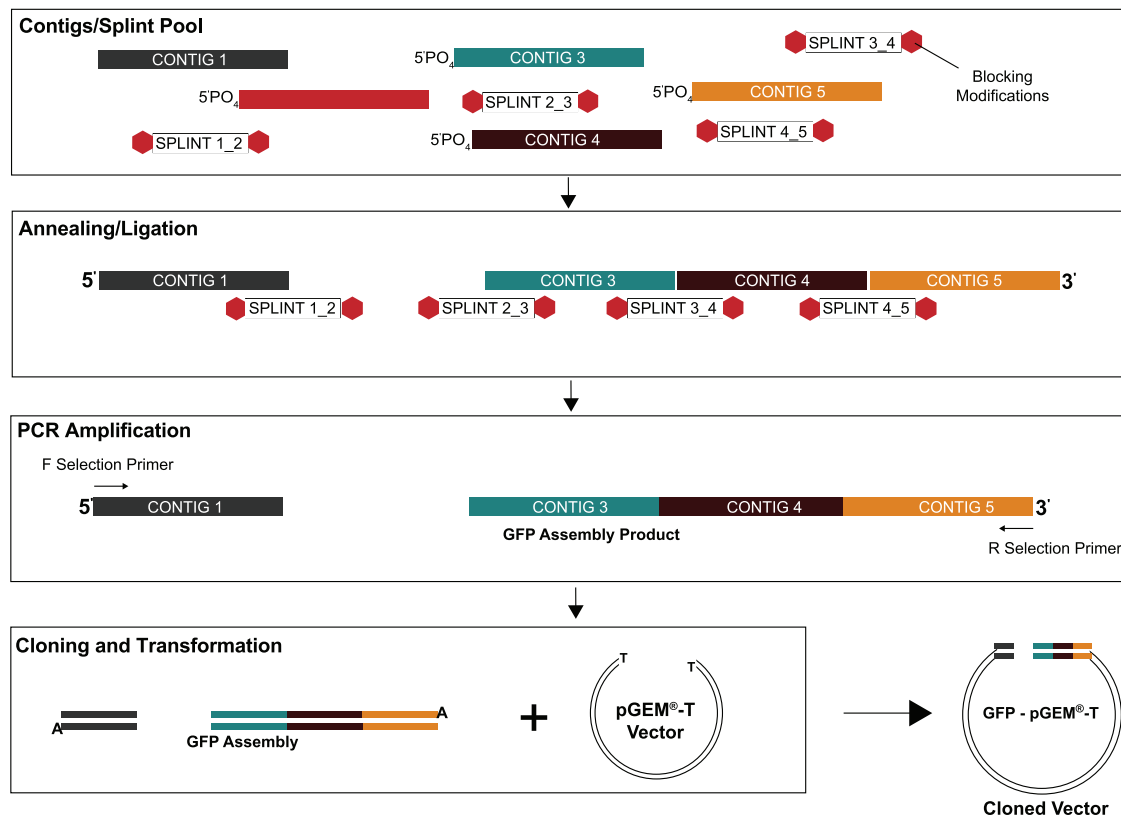 Contigs/Splint Pool
CONTIG 1
5'PO4
CONTIG 3
SPLINT 3_4
Blocking
Modifications
5'PO4
SPLINT 2_3
5'PO4
CONTIG 5
SPLINT 1_2
5'PO4
CONTIG 4
SPLINT 4_5
Annealing/Ligation
5'
CONTIG 1
CONTIG 3
CONTIG 4
CONTIG 5
3'
SPLINT 1_2
SPLINT 2_3
SPLINT 3_4
SPLINT 4_5
PCR Amplification
F Selection Primer
5'
CONTIG 1
CONTIG 3
CONTIG 4
CONTIG 5
3'
GFP Assembly Product
R Selection Primer
Cloning and Transformation
A
A
GFP Assembly
+
T
T
pGEM®-T
Vector
GFP - pGEM®-T
Cloned Vector